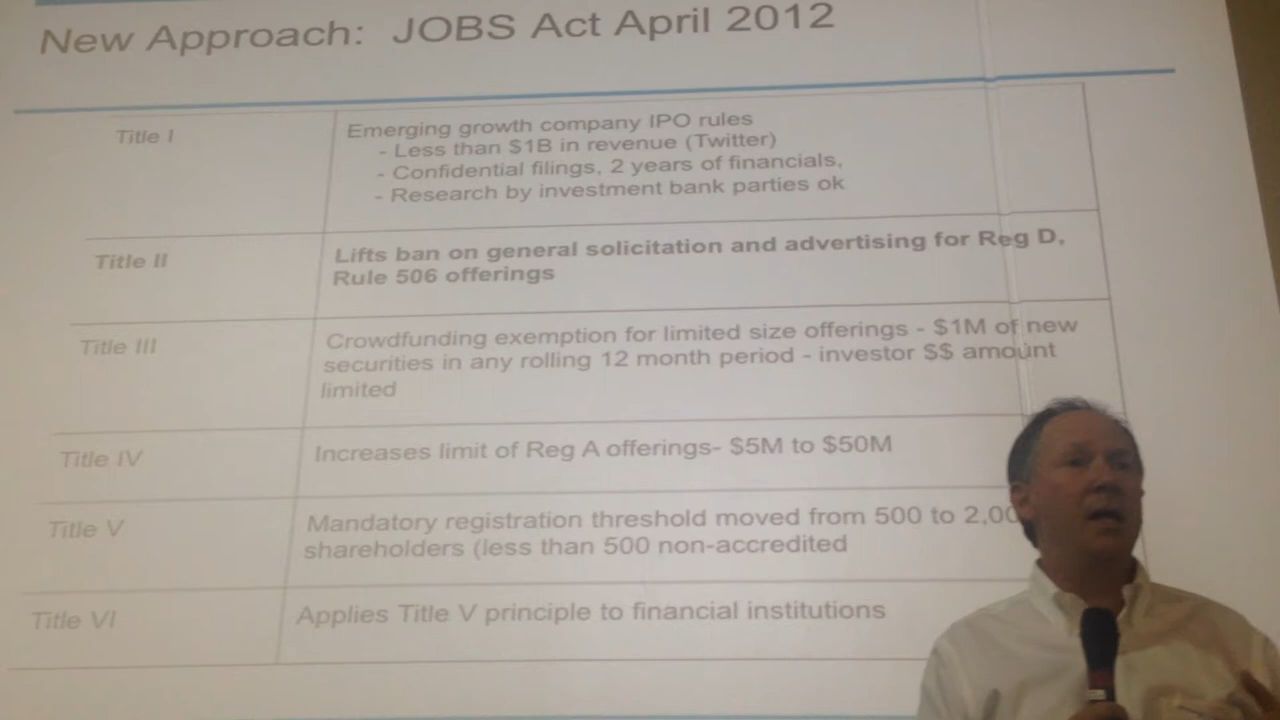 New Approach: JOBS Act April 2012
Title I
Emerging growth company IPO rules
- Less than $1B in revenue (Twitter)
- Confidential filings, 2 years of financials,
- Research by investment bank parties ok
Title II
Lifts ban on general solicitation and advertising for Reg D,
Rule 506 offerings
Title III
Crowdfunding exemption for limited size offerings - $1M of new
securities in any rolling 12 month period - investor $$ amount
limited
Title IV
Increases limit of Reg A offerings- $5M to $50M
Title V
Mandatory registration threshold moved from 500 to
shareholders (less than 500 non-accredited
Title VI
Applies Title V principle to financial institutions